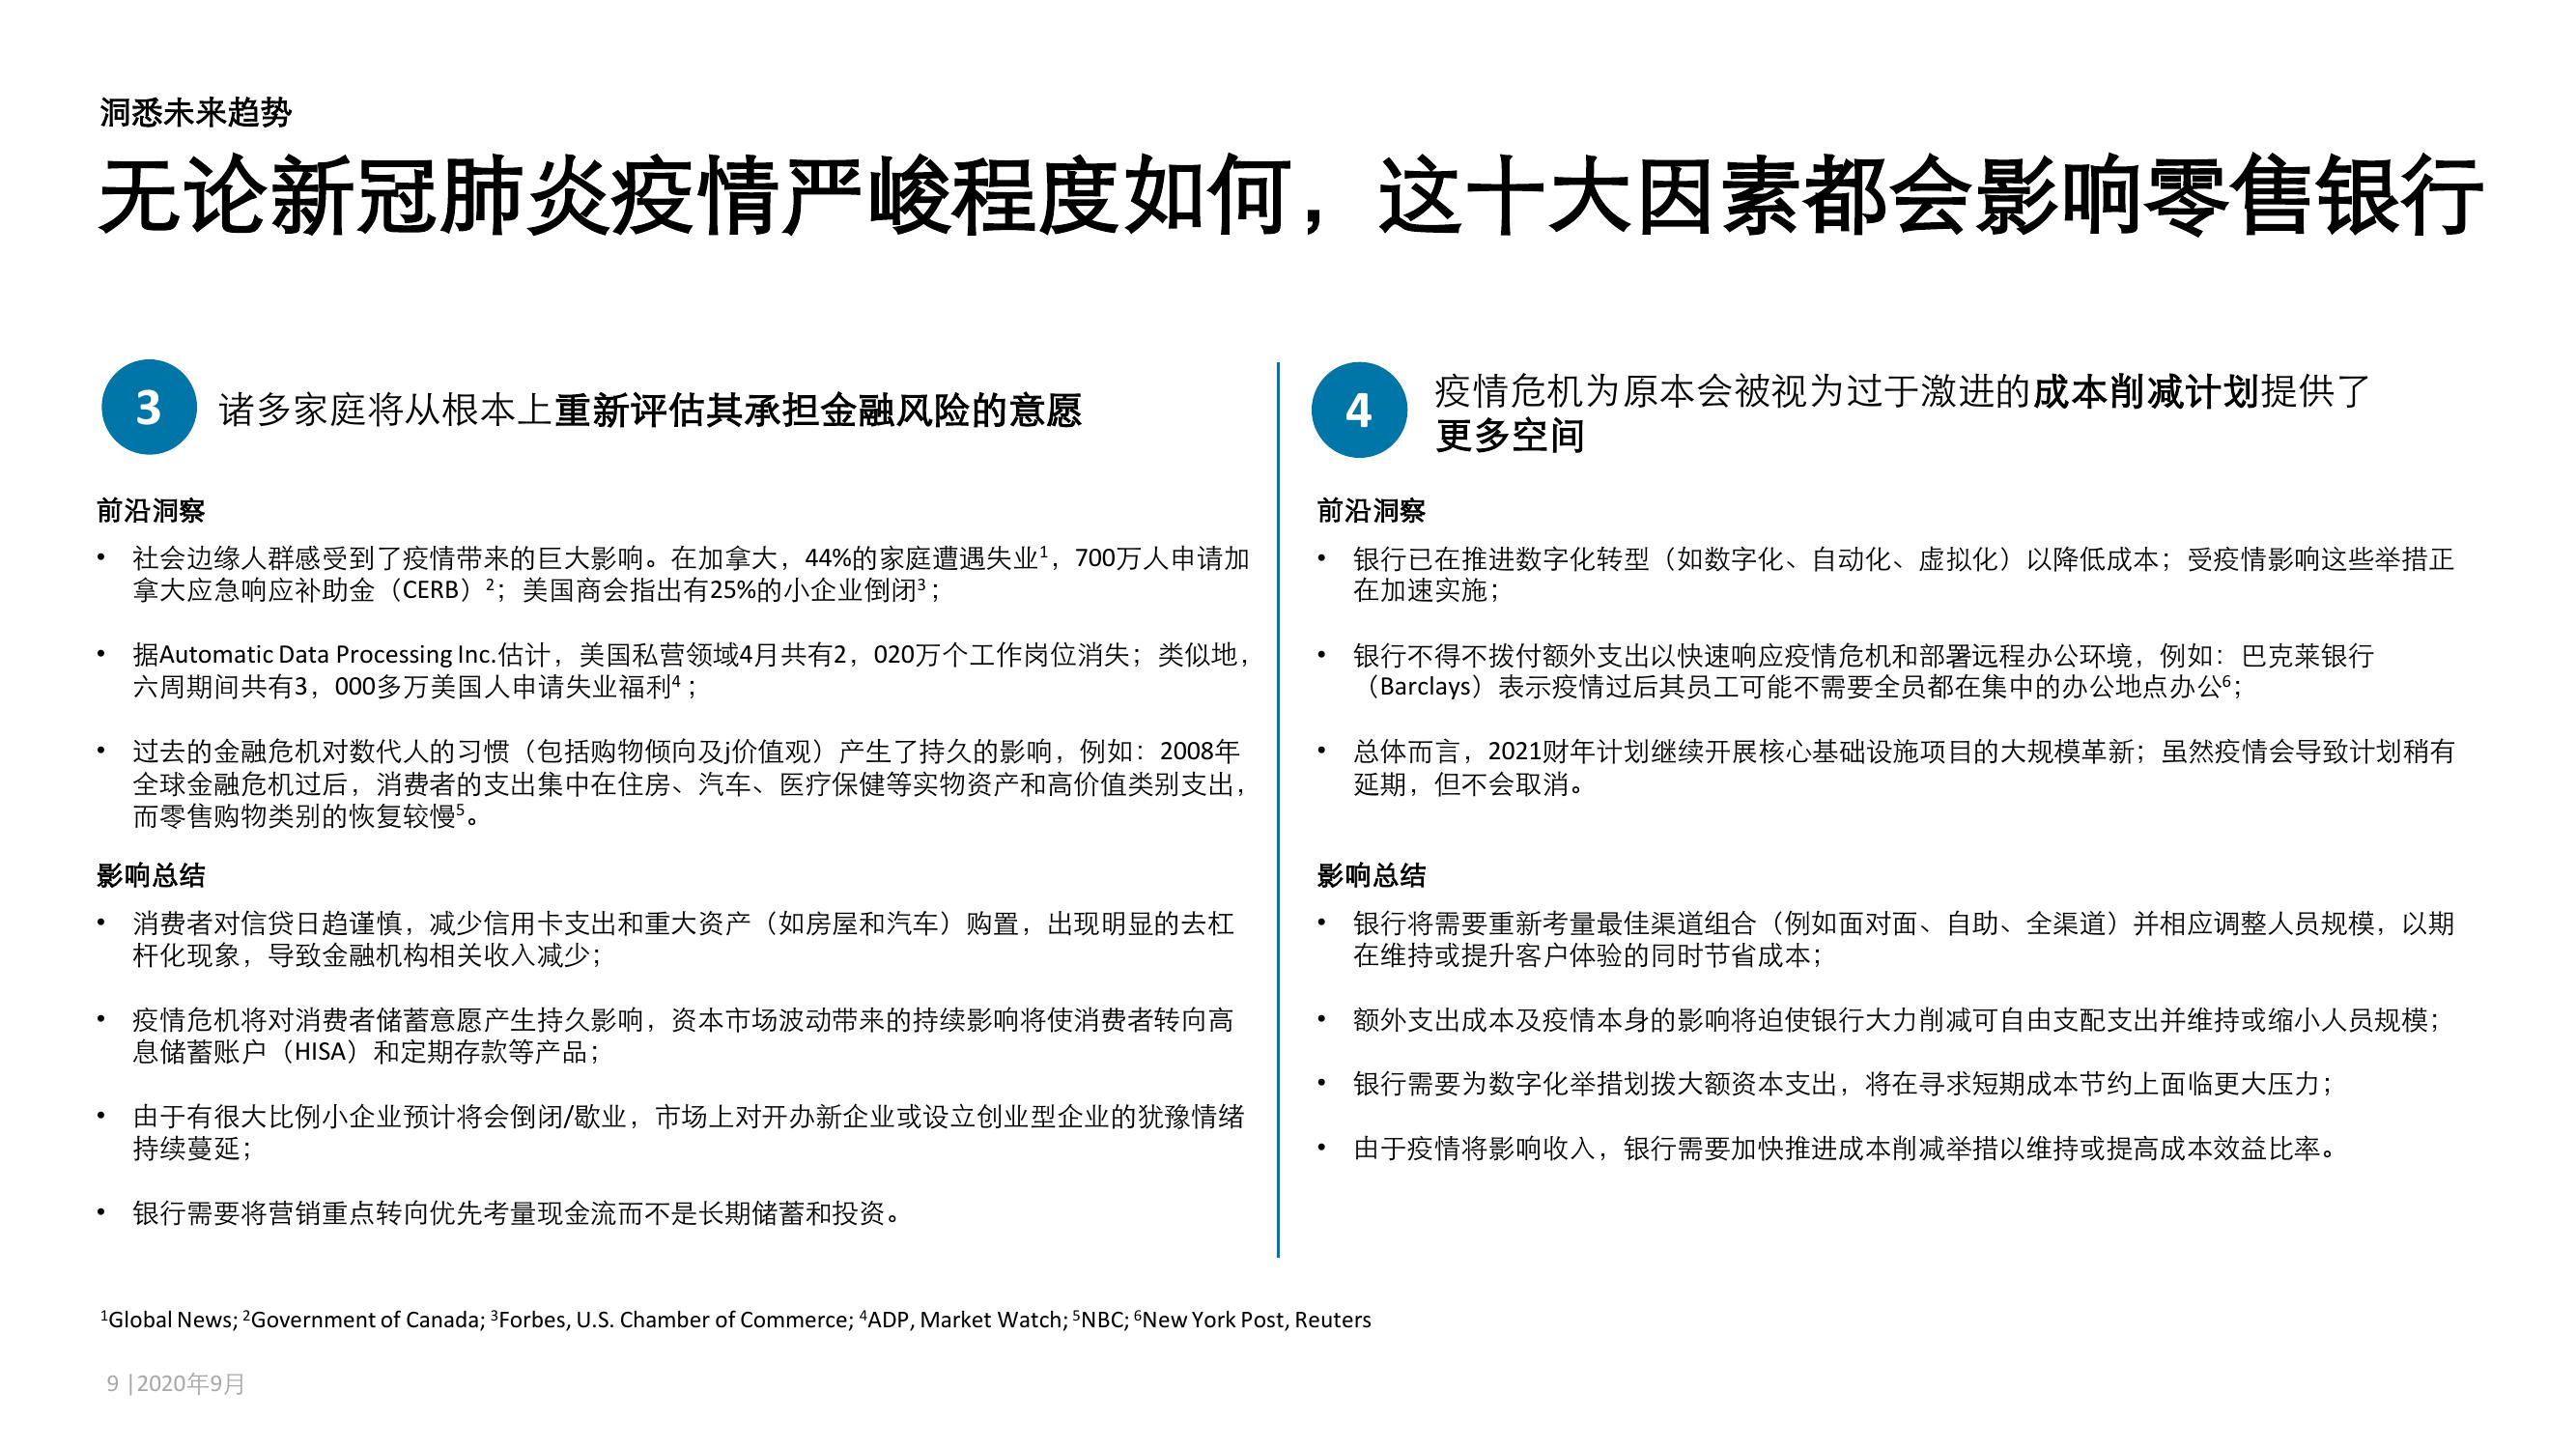 洞悉未来趋势
无论新冠肺炎疫情严峻程度如何，这十大因素都会影响零售银行
3
诸多家庭将从根本上重新评估其承担金融风险的意愿
前沿洞察
• 社会边缘人群感受到了疫情带来的巨大影响。在加拿大，44%的家庭遭遇失业¹，700万人申请加
拿大应急响应补助金（CERB）²；美国商会指出有25%的小企业倒闭³；
• 据Automatic Data Processing Inc.估计，美国私营领域4月共有2，020万个工作岗位消失；类似地，
六周期间共有3，000多万美国人申请失业福利⁴；
• 过去的金融危机对数代人的习惯（包括购物倾向及j价值观）产生了持久的影响，例如：2008年
全球金融危机过后，消费者的支出集中在住房、汽车、医疗保健等实物资产和高价值类别支出，
而零售购物类别的恢复较慢⁵。
影响总结
• 消费者对信贷日趋谨慎，减少信用卡支出和重大资产（如房屋和汽车）购置，出现明显的去杠
杆化现象，导致金融机构相关收入减少；
• 疫情危机将对消费者储蓄意愿产生持久影响，资本市场波动带来的持续影响将使消费者转向高
息储蓄账户（HISA）和定期存款等产品；
• 由于有很大比例小企业预计将会倒闭/歇业，市场上对开办新企业或设立创业型企业的犹豫情绪
持续蔓延；
• 银行需要将营销重点转向优先考量现金流而不是长期储蓄和投资。
4
疫情危机为原本会被视为过于激进的成本削减计划提供了
更多空间
前沿洞察
• 银行已在推进数字化转型（如数字化、自动化、虚拟化）以降低成本；受疫情影响这些举措正
在加速实施；
• 银行不得不拨付额外支出以快速响应疫情危机和部署远程办公环境，例如：巴克莱银行
（Barclays）表示疫情过后其员工可能不需要全员都在集中的办公地点办公⁶；
• 总体而言，2021财年计划继续开展核心基础设施项目的大规模革新；虽然疫情会导致计划稍有
延期，但不会取消。
影响总结
• 银行将需要重新考量最佳渠道组合（例如面对面、自助、全渠道）并相应调整人员规模，以期
在维持或提升客户体验的同时节省成本；
• 额外支出成本及疫情本身的影响将迫使银行大力削减可自由支配支出并维持或缩小人员规模；
• 银行需要为数字化举措划拨大额资本支出，将在寻求短期成本节约上面临更大压力；
• 由于疫情将影响收入，银行需要加快推进成本削减举措以维持或提高成本效益比率。
¹Global News; ²Government of Canada; ³Forbes, U.S. Chamber of Commerce; ⁴ADP, Market Watch; ⁵NBC; ⁶New York Post, Reuters
9 |2020年9月